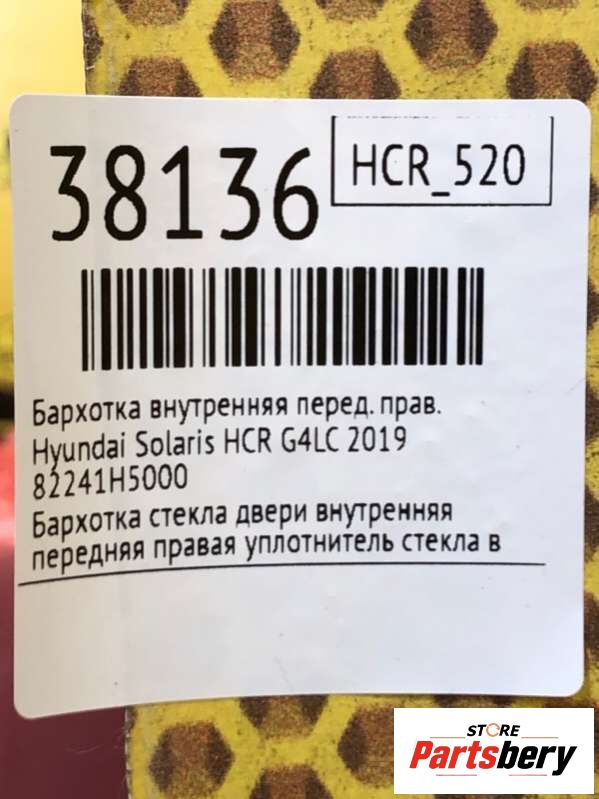 38136
HCR_520
Бархотка внутренняя перед. прав.
Hyundai Solaris HCR G4LC 2019
82241H5000
Бархотка стекла двери внутренняя
передняя правая уплотнитель стекла в
STORE
Partsbery